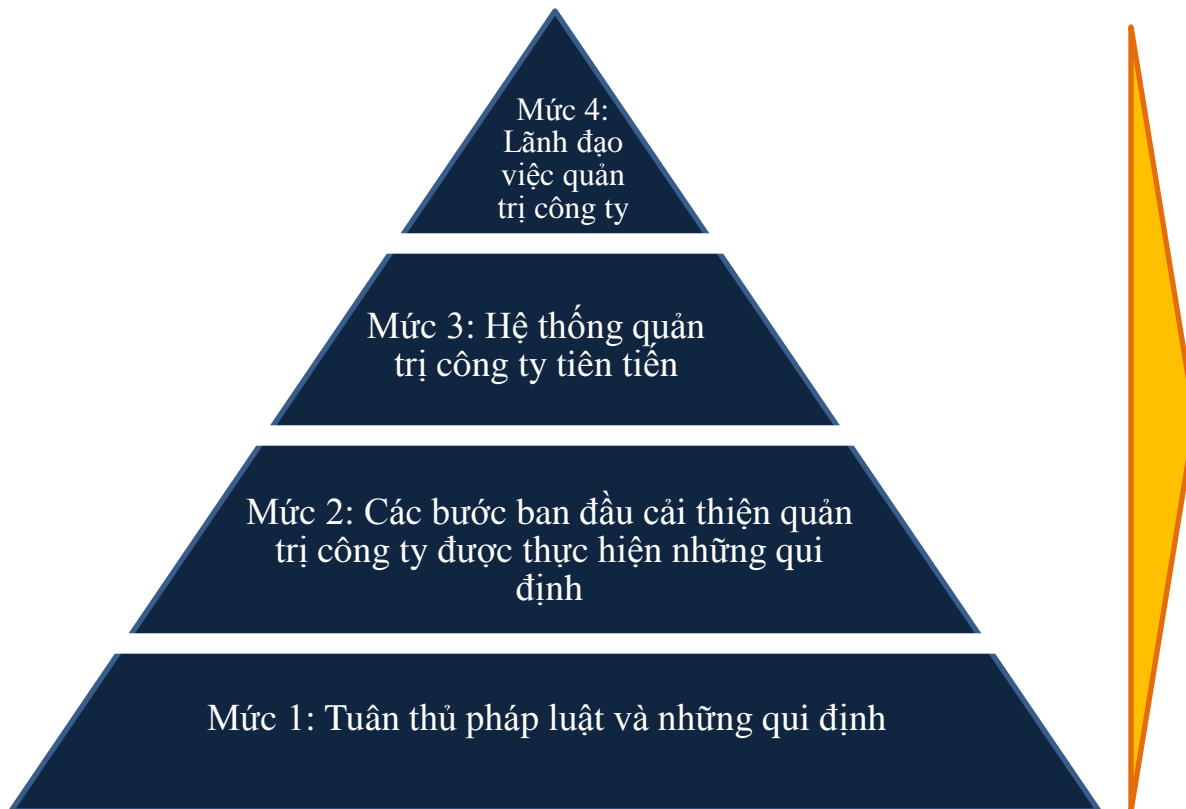 Mức 4:
Lãnh đạo
việc quản
trị công ty
Mức 3: Hệ thống quản
trị công ty tiên tiến
Mức 2: Các bước ban đầu cải thiện quản
trị công ty được thực hiện những qui
định
Mức 1: Tuân thủ pháp luật và những qui định